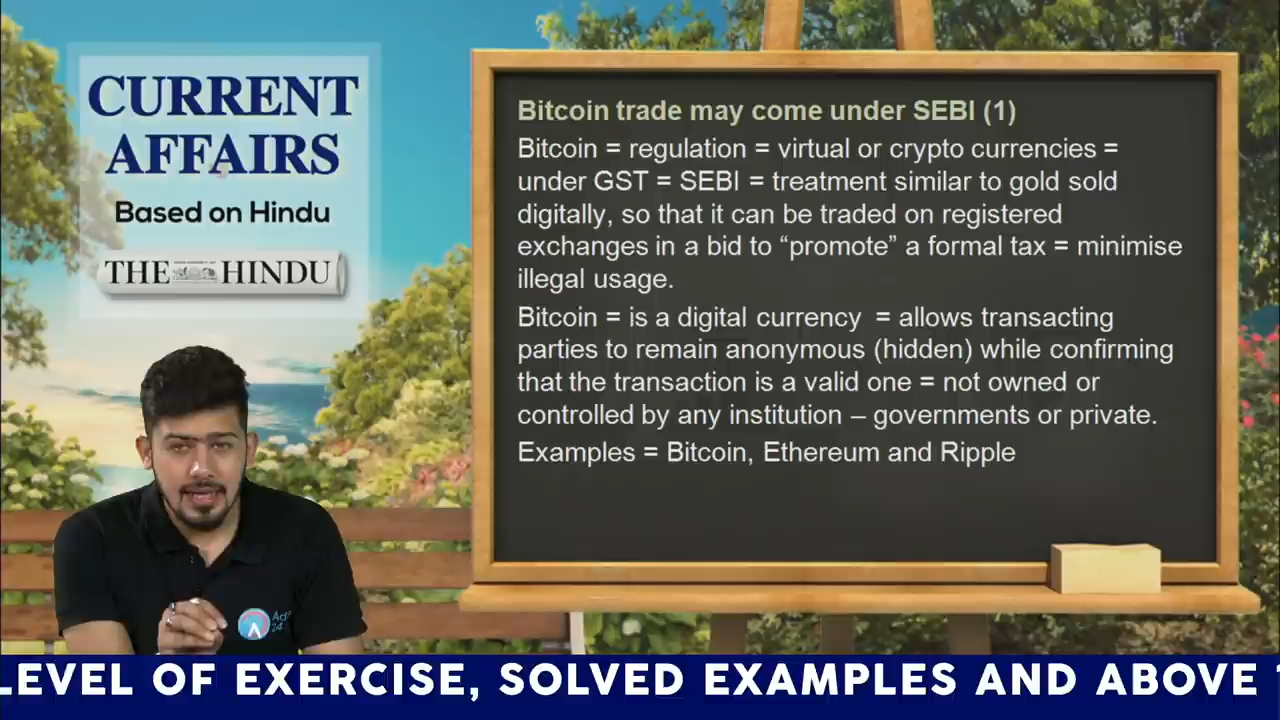 CURRENT
AFFAIRS
Based on Hindu
THE HINDU
Bitcoin trade may come under SEBI (1)
Bitcoin = regulation = virtual or crypto currencies =
under GST = SEBI = treatment similar to gold sold
digitally, so that it can be traded on registered
exchanges in a bid to “promote” a formal tax = minimise
illegal usage.
Bitcoin = is a digital currency = allows transacting
parties to remain anonymous (hidden) while confirming
that the transaction is a valid one = not owned or
controlled by any institution – governments or private.
Examples = Bitcoin, Ethereum and Ripple
24
LEVEL OF EXERCISE, SOLVED EXAMPLES AND ABOVE